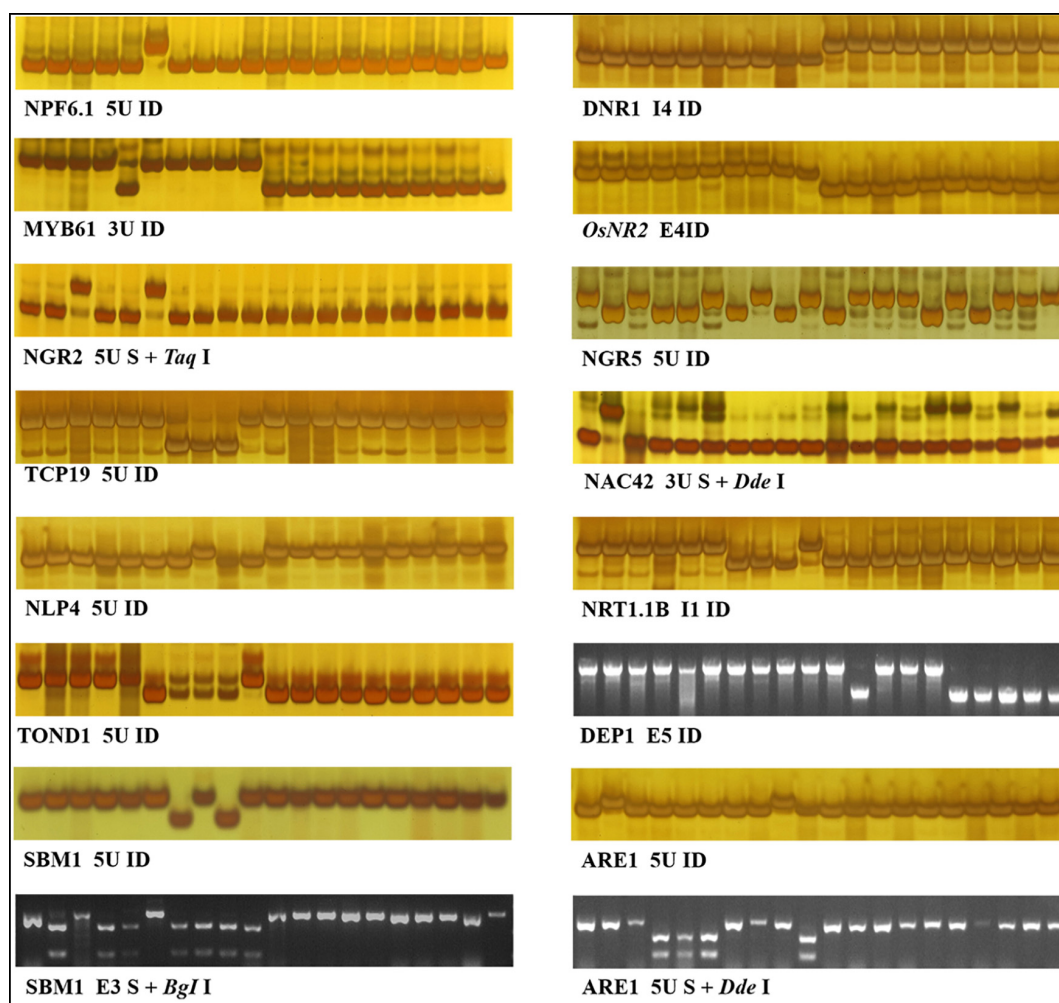 NPF6.1 5U ID
DNR1 I4 ID
MYB61 3U ID
OsNR2 E4ID
NGR2 5U S + Taq I
NGR5 5U ID
TCP19 5U ID
NAC42 3U S + Dde I
NLP4 5U ID
NRT1.1B I1 ID
TOND1 5U ID
DEP1 E5 ID
SBM1 5U ID
ARE1 5U ID
SBM1 E3 S + BgI I
ARE1 5U S + Dde I